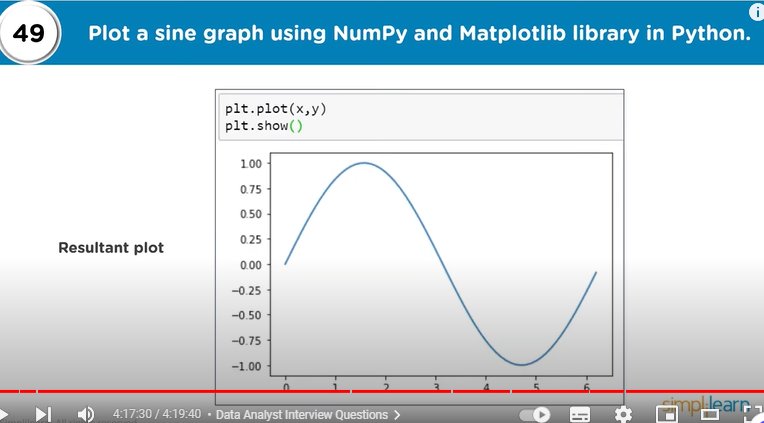 49
Plot a sine graph using NumPy and Matplotlib library in Python.
i
plt.plot(x,y)
plt.show()
Resultant plot
1.00
0.75
0.50
0.25
0.00
−0.25
−0.50
−0.75
−1.00
0 1 2 3 4 5 6
4:17:30 / 4:19:40 • Data Analyst Interview Questions
simplilearn